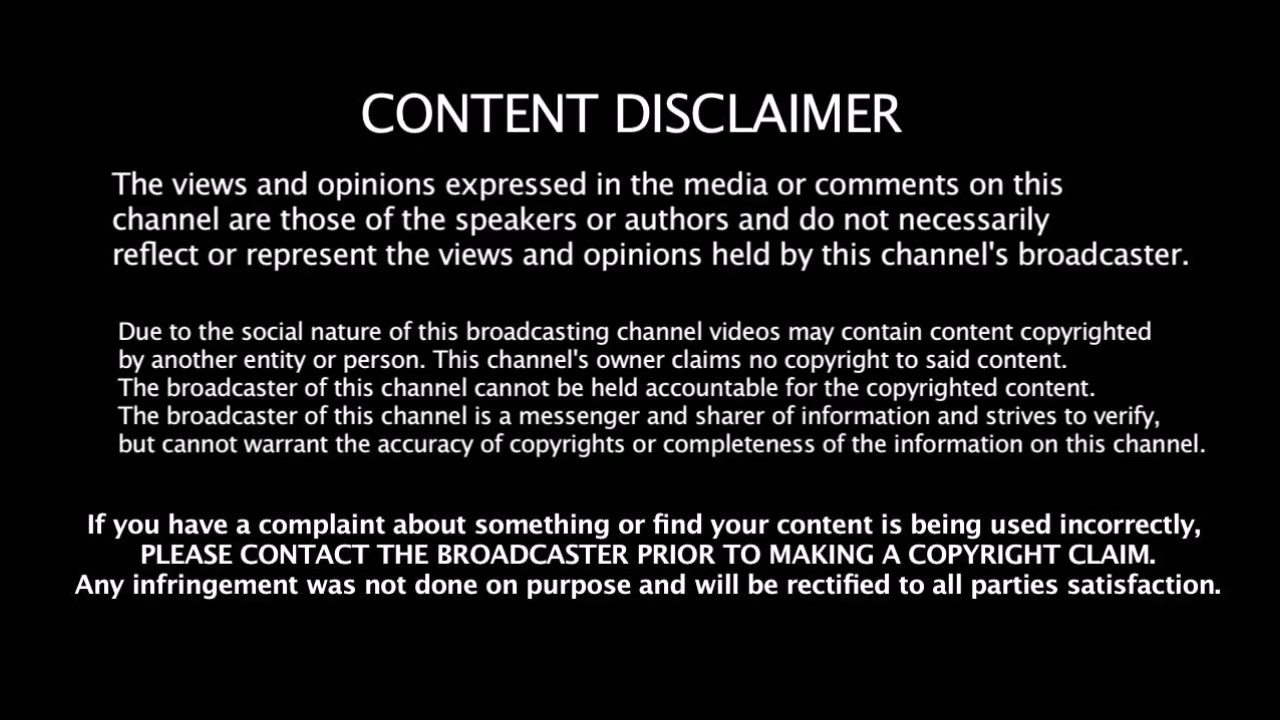 CONTENT DISCLAIMER
The views and opinions expressed in the media or comments on this
channel are those of the speakers or authors and do not necessarily
reflect or represent the views and opinions held by this channel's broadcaster.
Due to the social nature of this broadcasting channel videos may contain content copyrighted
by another entity or person. This channel's owner claims no copyright to said content.
The broadcaster of this channel cannot be held accountable for the copyrighted content.
The broadcaster of this channel is a messenger and sharer of information and strives to verify,
but cannot warrant the accuracy of copyrights or completeness of the information on this channel.
If you have a complaint about something or find your content is being used incorrectly,
PLEASE CONTACT THE BROADCASTER PRIOR TO MAKING A COPYRIGHT CLAIM.
Any infringement was not done on purpose and will be rectified to all parties satisfaction.